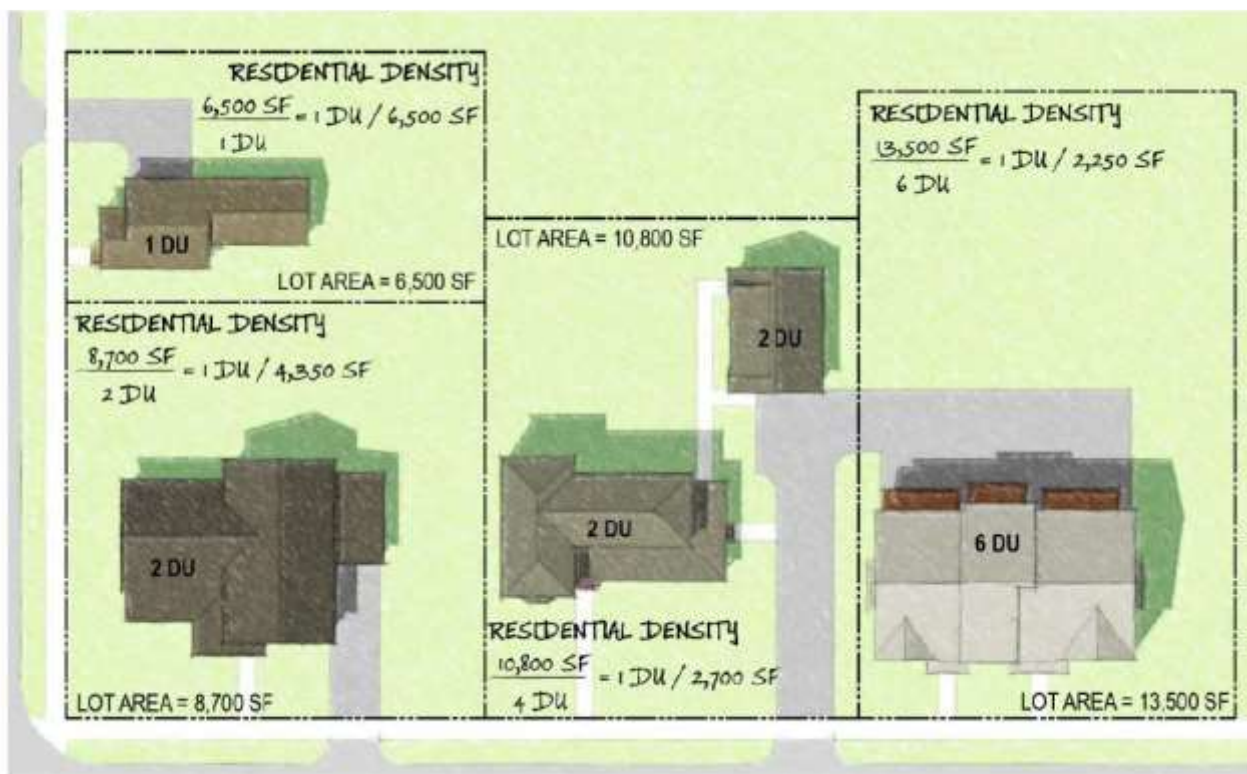 RESIDENTIAL DENSITY
6,500 SF
1 DU
= 1 DU / 6,500 SF
1 DU
LOT AREA = 6,500 SF
RESIDENTIAL DENSITY
8,700 SF
2 DU
= 1 DU / 4,350 SF
2 DU
LOT AREA = 8,700 SF
LOT AREA = 10,800 SF
2 DU
2 DU
RESIDENTIAL DENSITY
10,800 SF
4 DU
= 1 DU / 2,700 SF
RESIDENTIAL DENSITY
13,500 SF
6 DU
= 1 DU / 2,250 SF
6 DU
LOT AREA = 13,500 SF